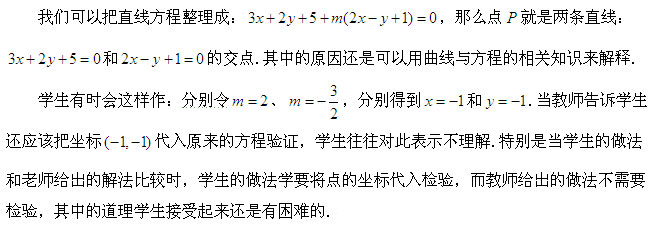 我们可以把直线方程整理成：3x+2y+5+m(2x-y+1)=0，那么点 P 就是两条直线：
3x+2y+5=0和2x-y+1=0的交点.其中的原因还是可以用曲线与方程的相关知识来解释.
学生有时会这样作：分别令m=2、m=-3/2，分别得到x=-1和y=-1.当教师告诉学生
还应该把坐标(-1,-1)代入原来的方程验证，学生往往对此表示不理解.特别是当学生的做法
和老师给出的解法比较时，学生的做法学要将点的坐标代入检验，而教师给出的做法不需要
检验，其中的道理学生接受起来还是有困难的.